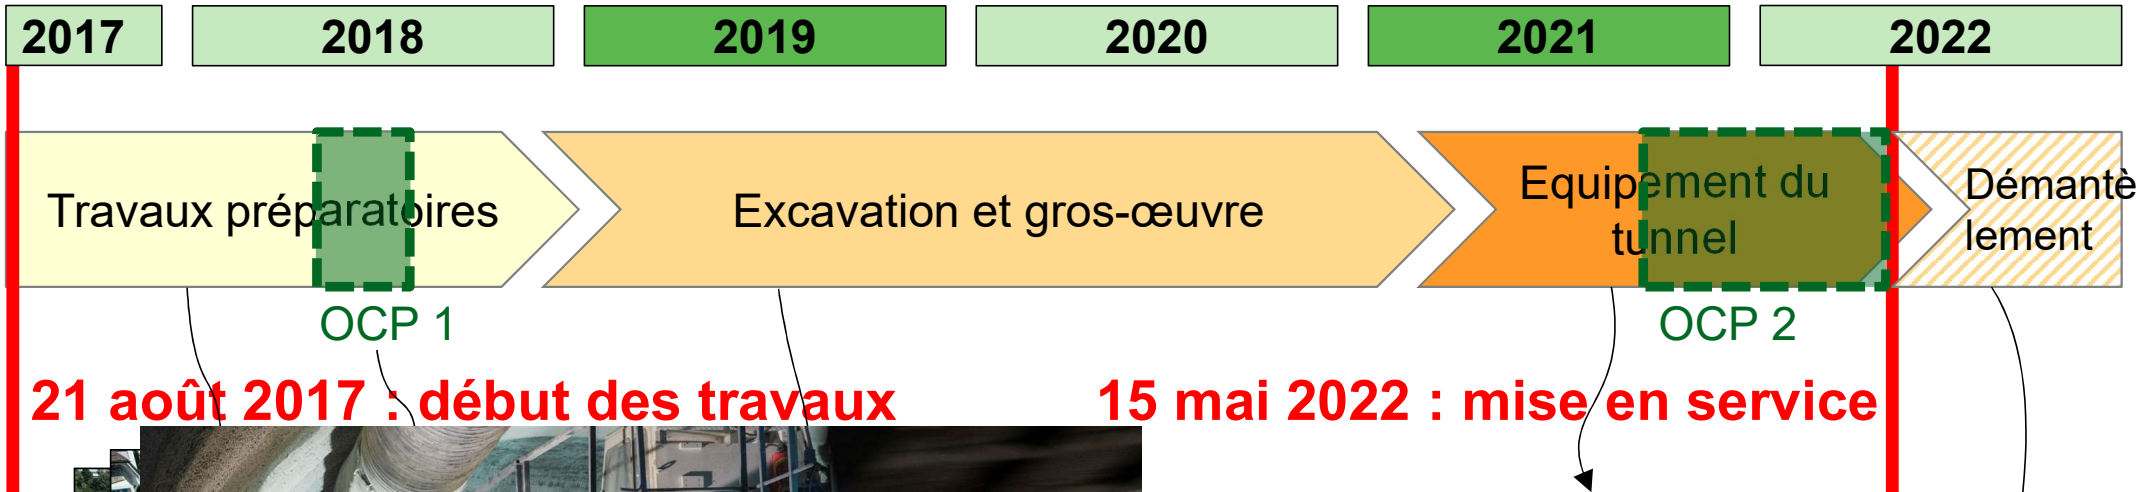 2017 2018 2019 2020 2021 2022
Travaux préparatoires
Excavation et gros-œuvre
Equipement du
tunnel
Démantè
lement
OCP 1
OCP 2
21 août 2017 : début des travaux
15 mai 2022 : mise en service